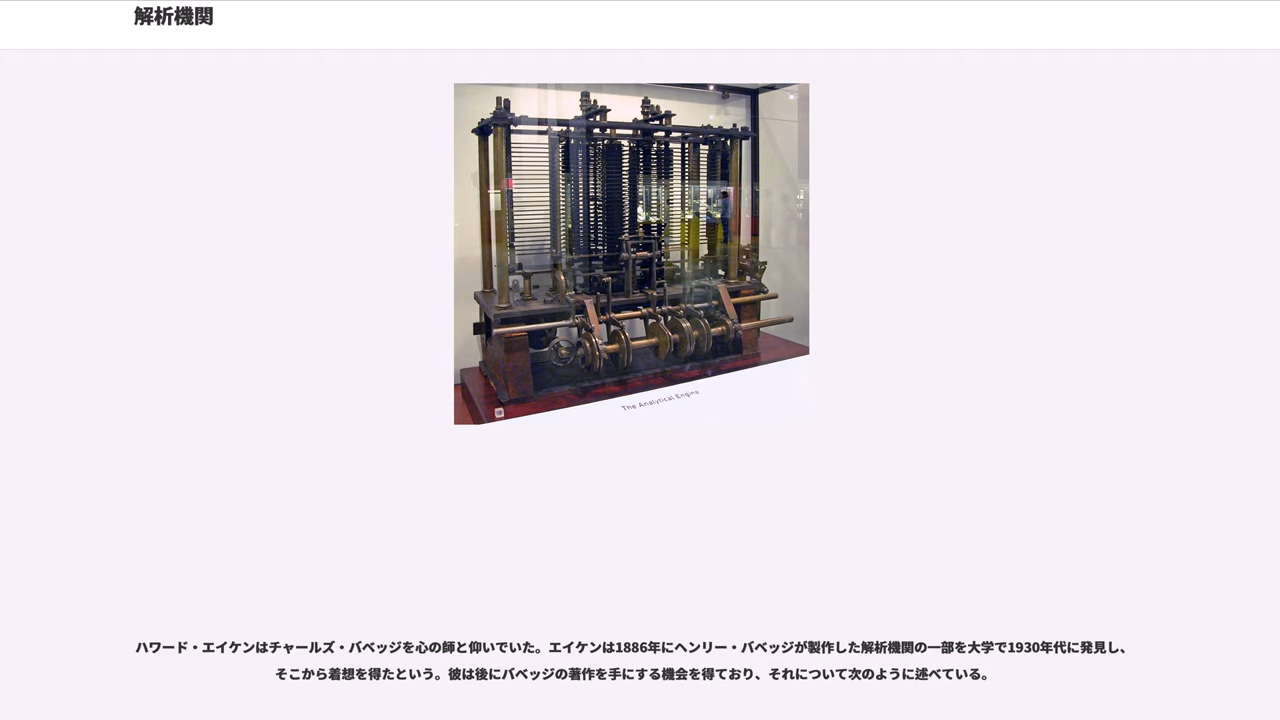 解析機関
The Analytical Engine
ハワード・エイケンはチャールズ・バベッジを心の師と仰いでいた。エイケンは1886年にヘンリー・バベッジが製作した解析機関の一部を大学で1930年代に発見し、
そこから着想を得たという。彼は後にバベッジの著作を手にする機会を得ており、それについて次のように述べている。